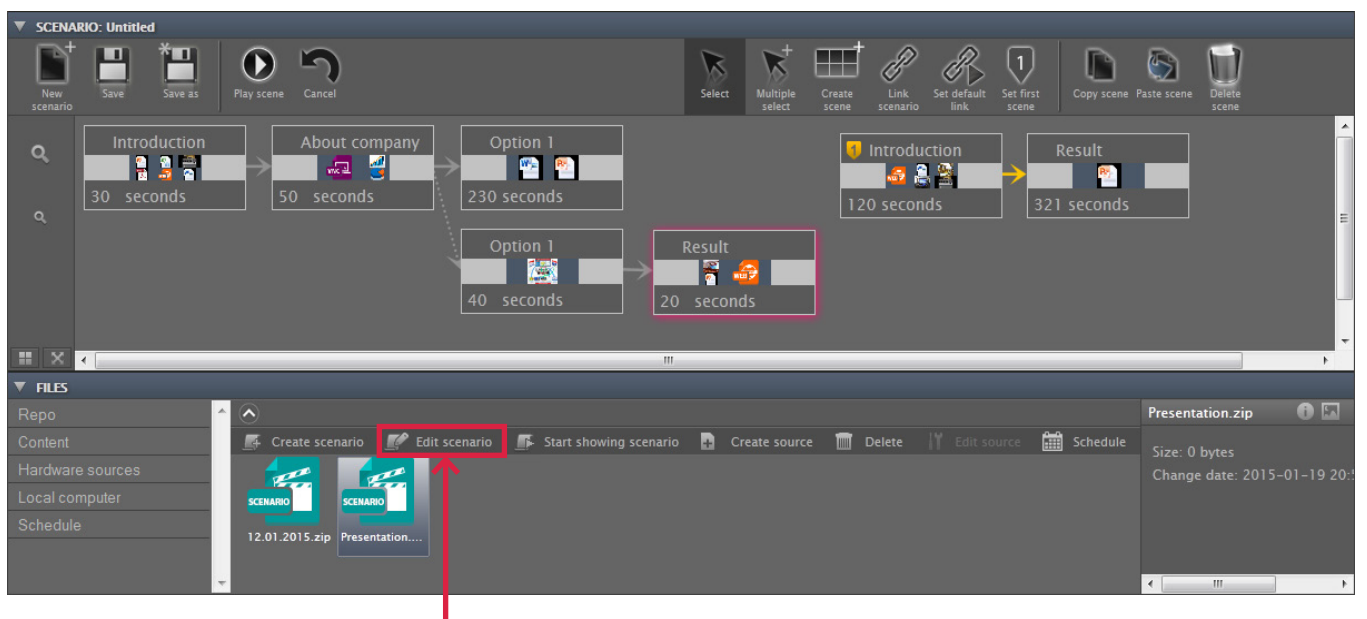 SCENARIO: Untitled
New scenario
Save
Save as
Play scene
Cancel
Select
Multiple select
Create scene
Link scenario
Set default link
Set first scene
Copy scene
Paste scene
Delete scene
1
Introduction
30 seconds
About company
50 seconds
Option 1
230 seconds
1 Introduction
120 seconds
Result
321 seconds
Option 1
40 seconds
Result
20 seconds
FILES
Repo
Content
Hardware sources
Local computer
Schedule
Create scenario
Edit scenario
Start showing scenario
Create source
Delete
Edit source
Schedule
SCENARIO
12.01.2015.zip
SCENARIO
Presentation....
Presentation.zip
Size: 0 bytes
Change date: 2015-01-19 20: